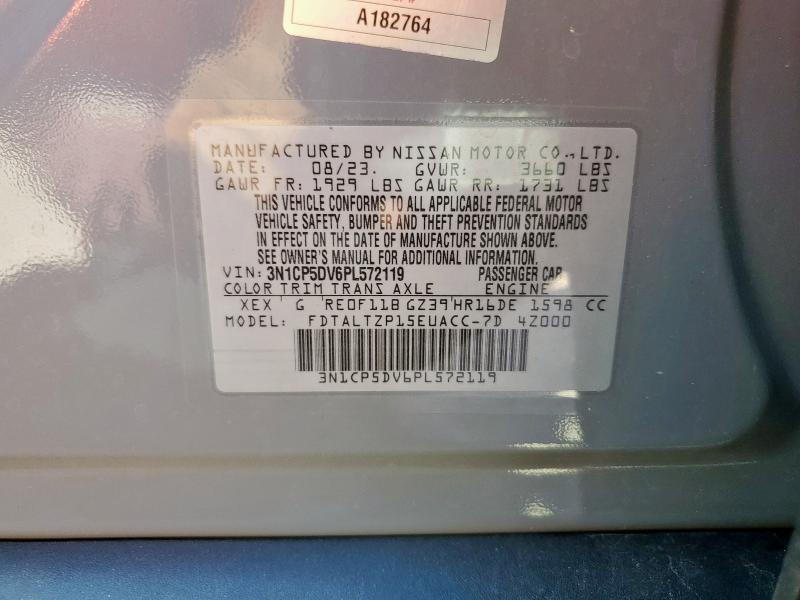 A182764
MANUFACTURED BY NISSAN MOTOR CO.,LTD.
DATE: 08/23. GVWR: 3660 LBS
GAWR FR: 1929 LBS GAWR RR: 1731 LBS
THIS VEHICLE CONFORMS TO ALL APPLICABLE FEDERAL MOTOR
VEHICLE SAFETY, BUMPER AND THEFT PREVENTION STANDARDS
IN EFFECT ON THE DATE OF MANUFACTURE SHOWN ABOVE.
SEE OWNER'S MANUAL FOR ADDITIONAL INFORMATION
VIN: 3N1CP5DV6PL572119 PASSENGER CAR
COLOR TRIM TRANS AXLE ENGINE
XEX G RE0F11B GZ39 HR16DE 1598 CC
MODEL: FDTALTZP15EUACC-7D 4Z000
3N1CP5DV6PL572119